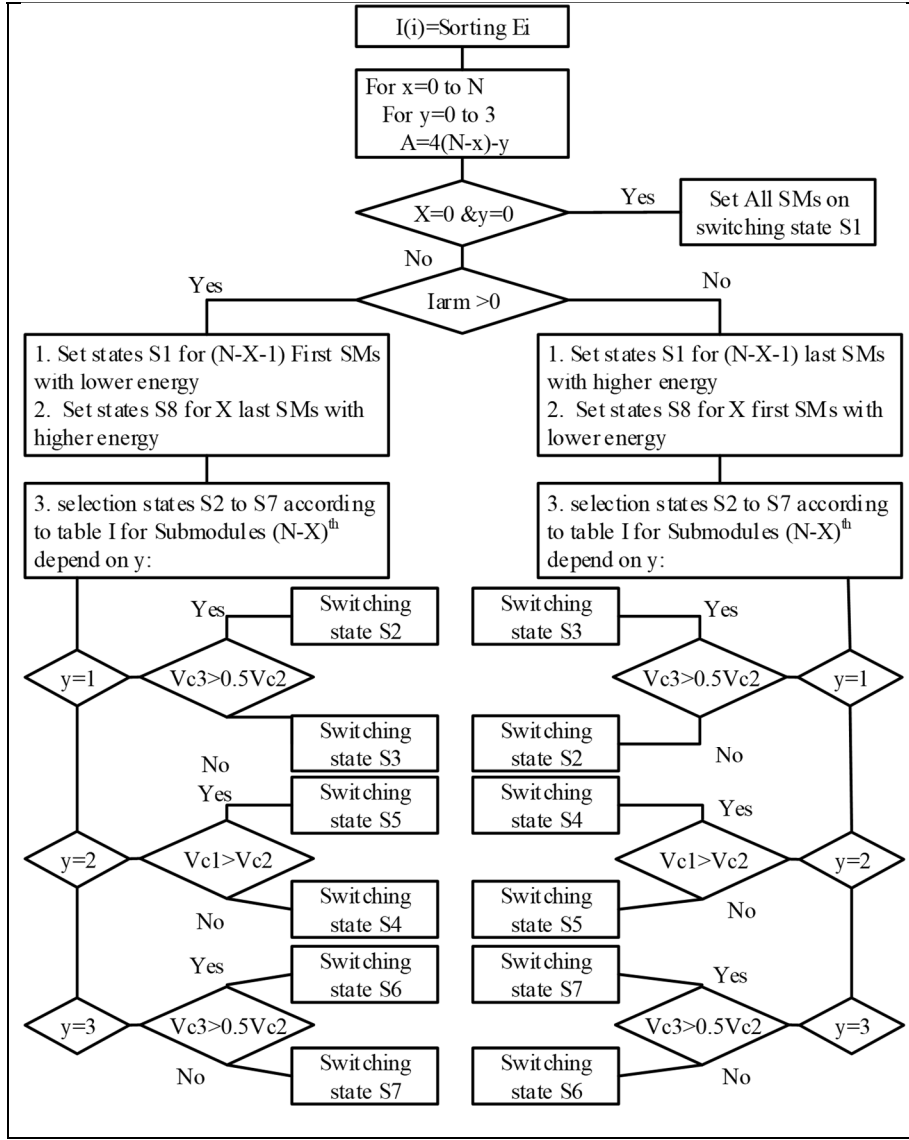 I(i)=Sorting Ei
For x=0 to N
For y=0 to 3
A=4(N-x)-y
X=0 &y=0
Yes
Set All SMs on
switching state S1
No
Iarm >0
Yes
No
1. Set states S1 for (N-X-1) First SMs
with lower energy
2. Set states S8 for X last SMs with
higher energy
1. Set states S1 for (N-X-1) last SMs
with higher energy
2. Set states S8 for X first SMs with
lower energy
3. selection states S2 to S7 according
to table I for Submodules (N-X)th
depend on y:
3. selection states S2 to S7 according
to table I for Submodules (N-X)th
depend on y:
y=1
Vc3>0.5Vc2
Yes
Switching
state S2
No
Switching
state S3
y=2
Vc1>Vc2
Yes
Switching
state S5
No
Switching
state S4
y=3
Vc3>0.5Vc2
Yes
Switching
state S6
No
Switching
state S7
Switching
state S3
Yes
Vc3>0.5Vc2
y=1
Switching
state S2
No
Switching
state S4
Yes
Vc1>Vc2
y=2
Switching
state S5
No
Switching
state S7
Yes
Vc3>0.5Vc2
y=3
Switching
state S6
No